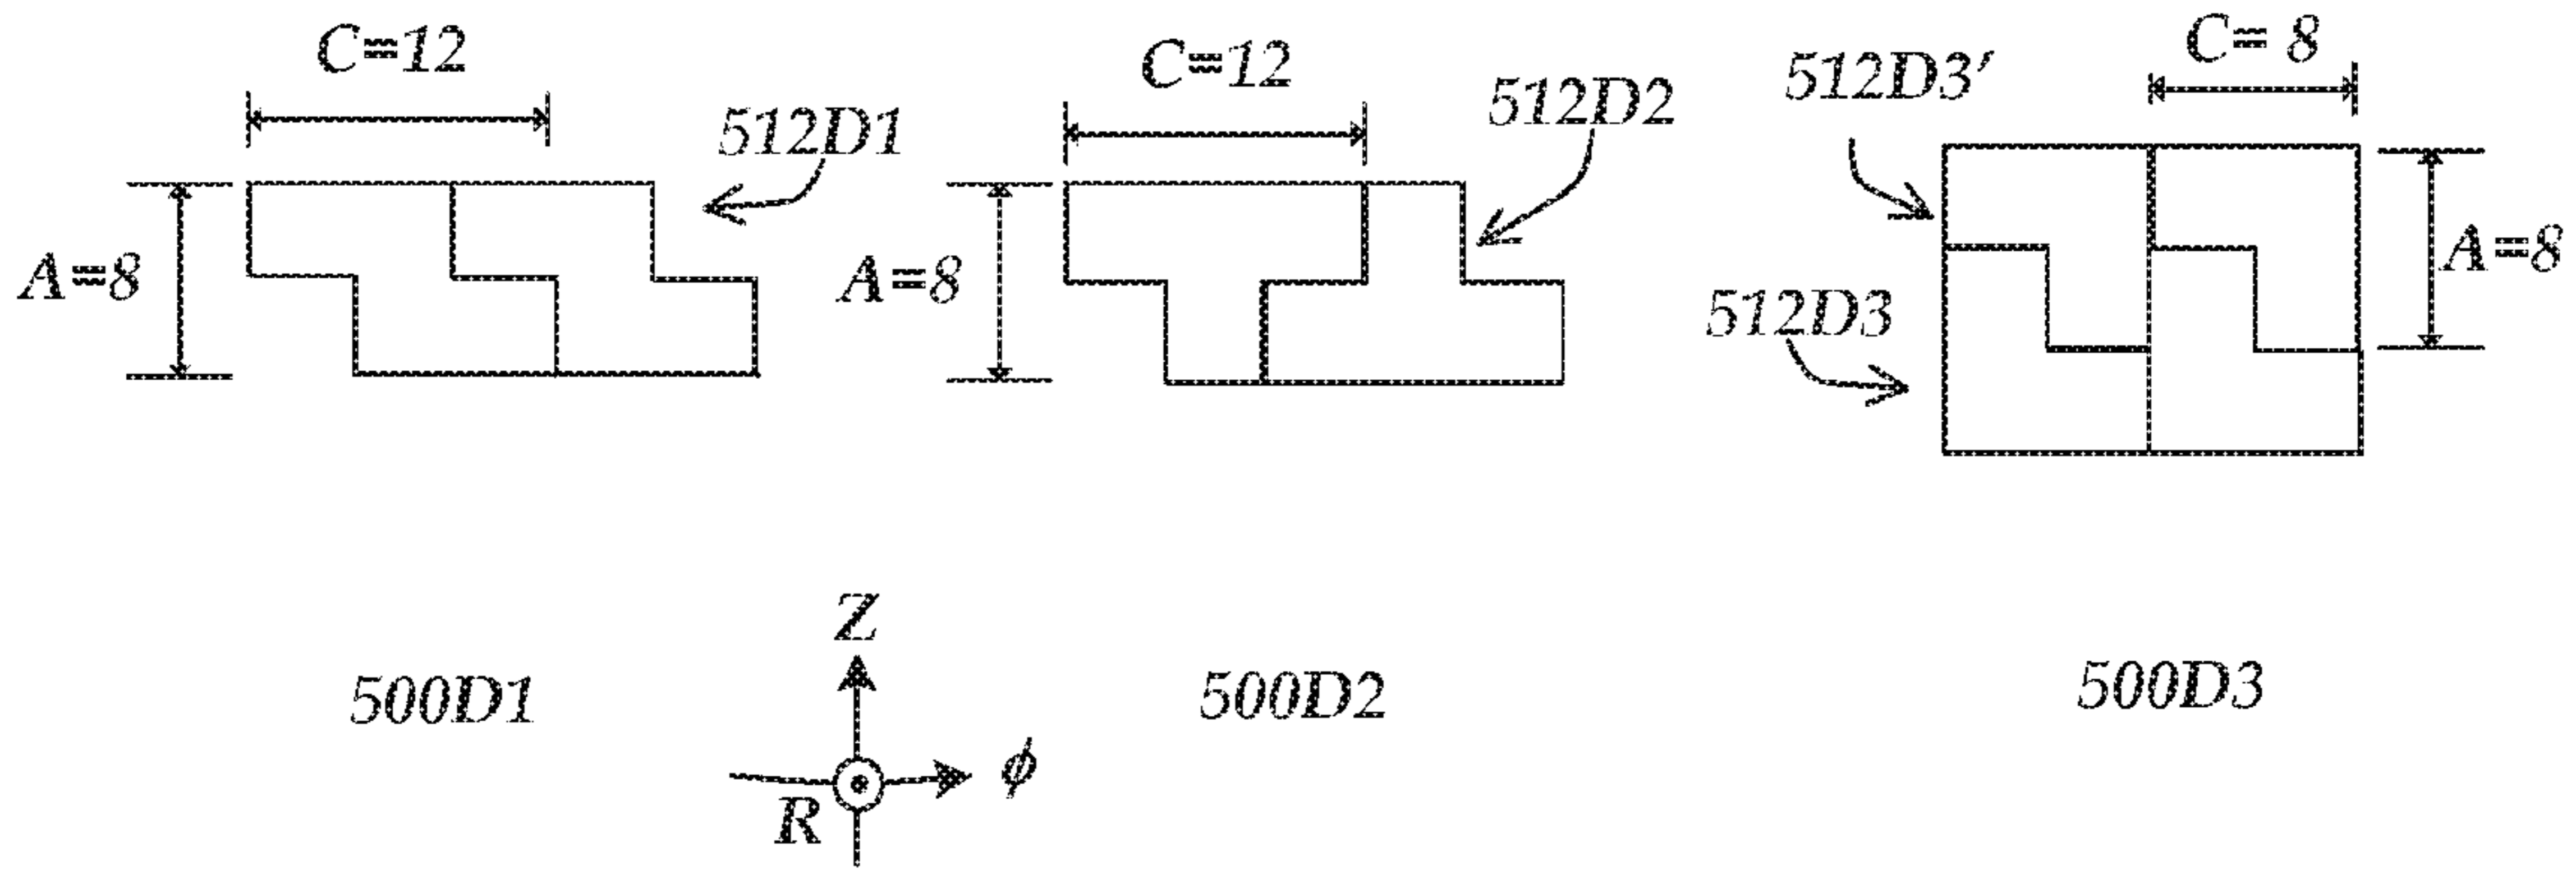 C=12
512D1
A=8
C=12
512D2
A=8
C= 8
512D3'
A=8
512D3
Z
ϕ
R
500D1
500D2
500D3